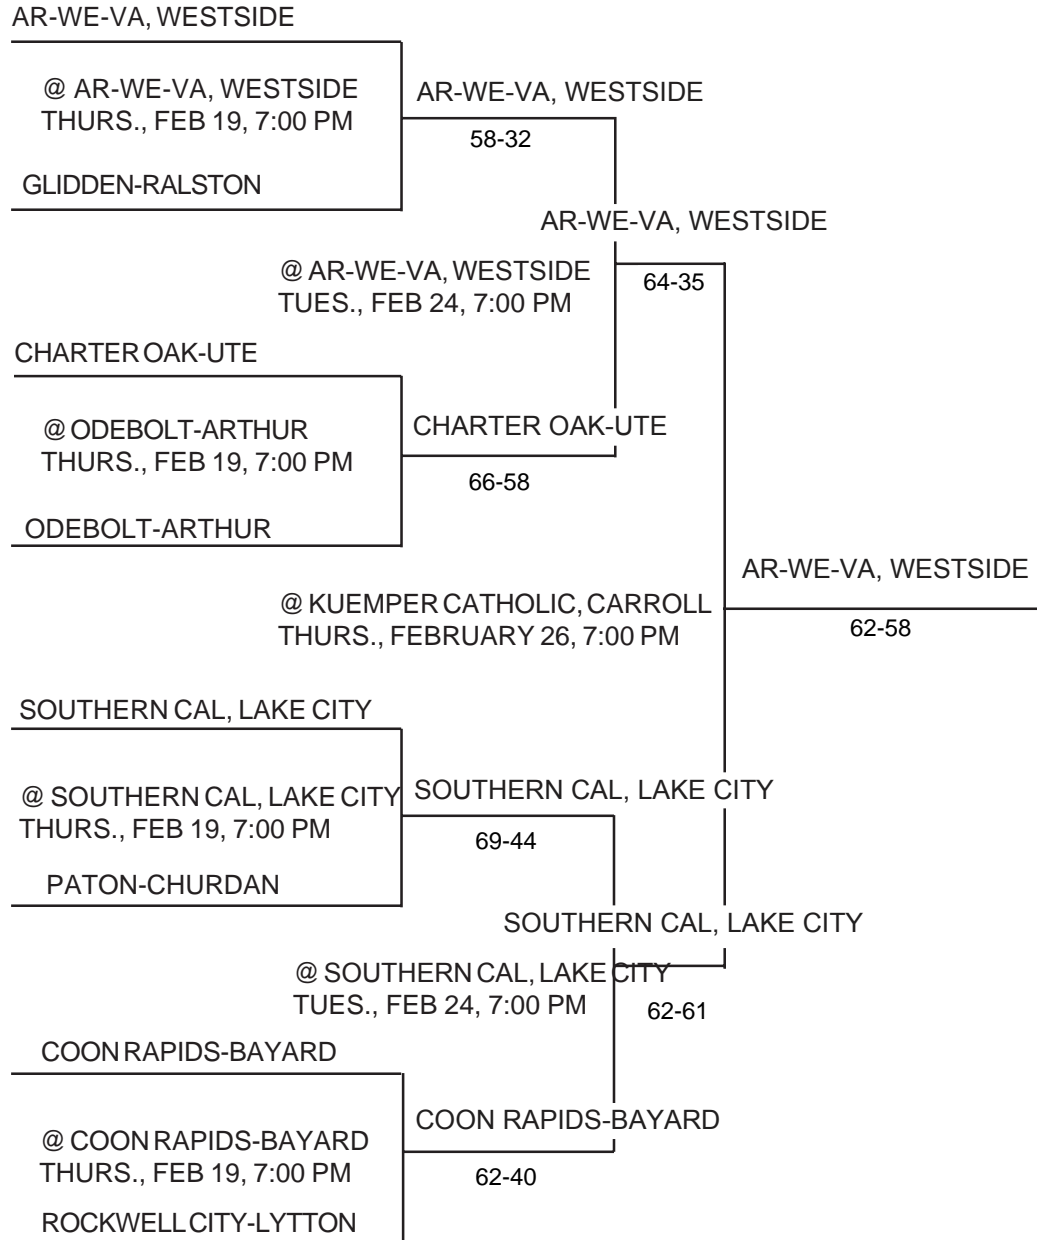 AR-WE-VA, WESTSIDE
@ AR-WE-VA, WESTSIDE
THURS., FEB 19, 7:00 PM
AR-WE-VA, WESTSIDE
58-32
GLIDDEN-RALSTON
AR-WE-VA, WESTSIDE
@ AR-WE-VA, WESTSIDE
TUES., FEB 24, 7:00 PM
64-35
CHARTER OAK-UTE
@ ODEBOLT-ARTHUR
THURS., FEB 19, 7:00 PM
CHARTER OAK-UTE
66-58
ODEBOLT-ARTHUR
AR-WE-VA, WESTSIDE
@ KUEMPER CATHOLIC, CARROLL
THURS., FEBRUARY 26, 7:00 PM
62-58
SOUTHERN CAL, LAKE CITY
@ SOUTHERN CAL, LAKE CITY
THURS., FEB 19, 7:00 PM
SOUTHERN CAL, LAKE CITY
69-44
PATON-CHURDAN
SOUTHERN CAL, LAKE CITY
@ SOUTHERN CAL, LAKE CITY
TUES., FEB 24, 7:00 PM
62-61
COON RAPIDS-BAYARD
@ COON RAPIDS-BAYARD
THURS., FEB 19, 7:00 PM
COON RAPIDS-BAYARD
62-40
ROCKWELL CITY-LYTTON